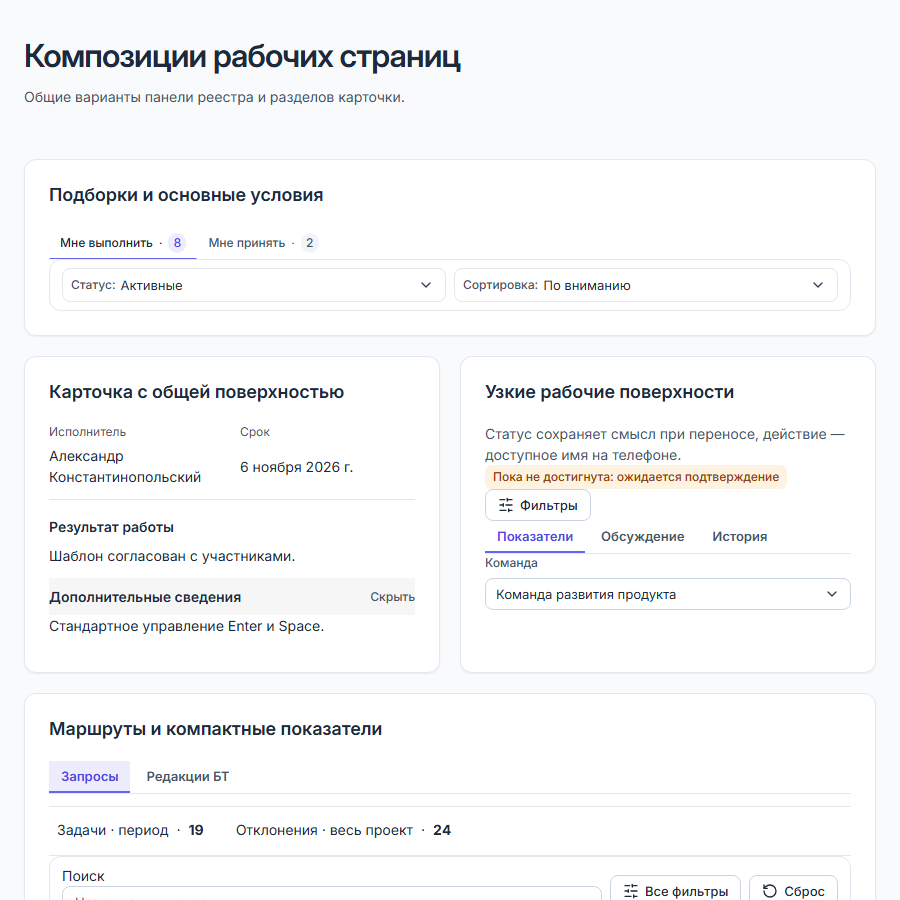 Композиции рабочих страниц
Общие варианты панели реестра и разделов карточки.
Подборки и основные условия
Мне выполнить · 8 Мне принять · 2
Статус: Активные Сортировка: По вниманию
Карточка с общей поверхностью
Исполнитель Срок
Александр
Константинопольский
6 ноября 2026 г.
Результат работы
Шаблон согласован с участниками.
Дополнительные сведения Скрыть
Стандартное управление Enter и Space.
Узкие рабочие поверхности
Статус сохраняет смысл при переносе, действие —
доступное имя на телефоне.
Пока не достигнута: ожидается подтверждение
Фильтры
Показатели Обсуждение История
Команда
Команда развития продукта
Маршруты и компактные показатели
Запросы Редакции БТ
Задачи · период · 19 Отклонения · весь проект · 24
Поиск
Все фильтры Сброс